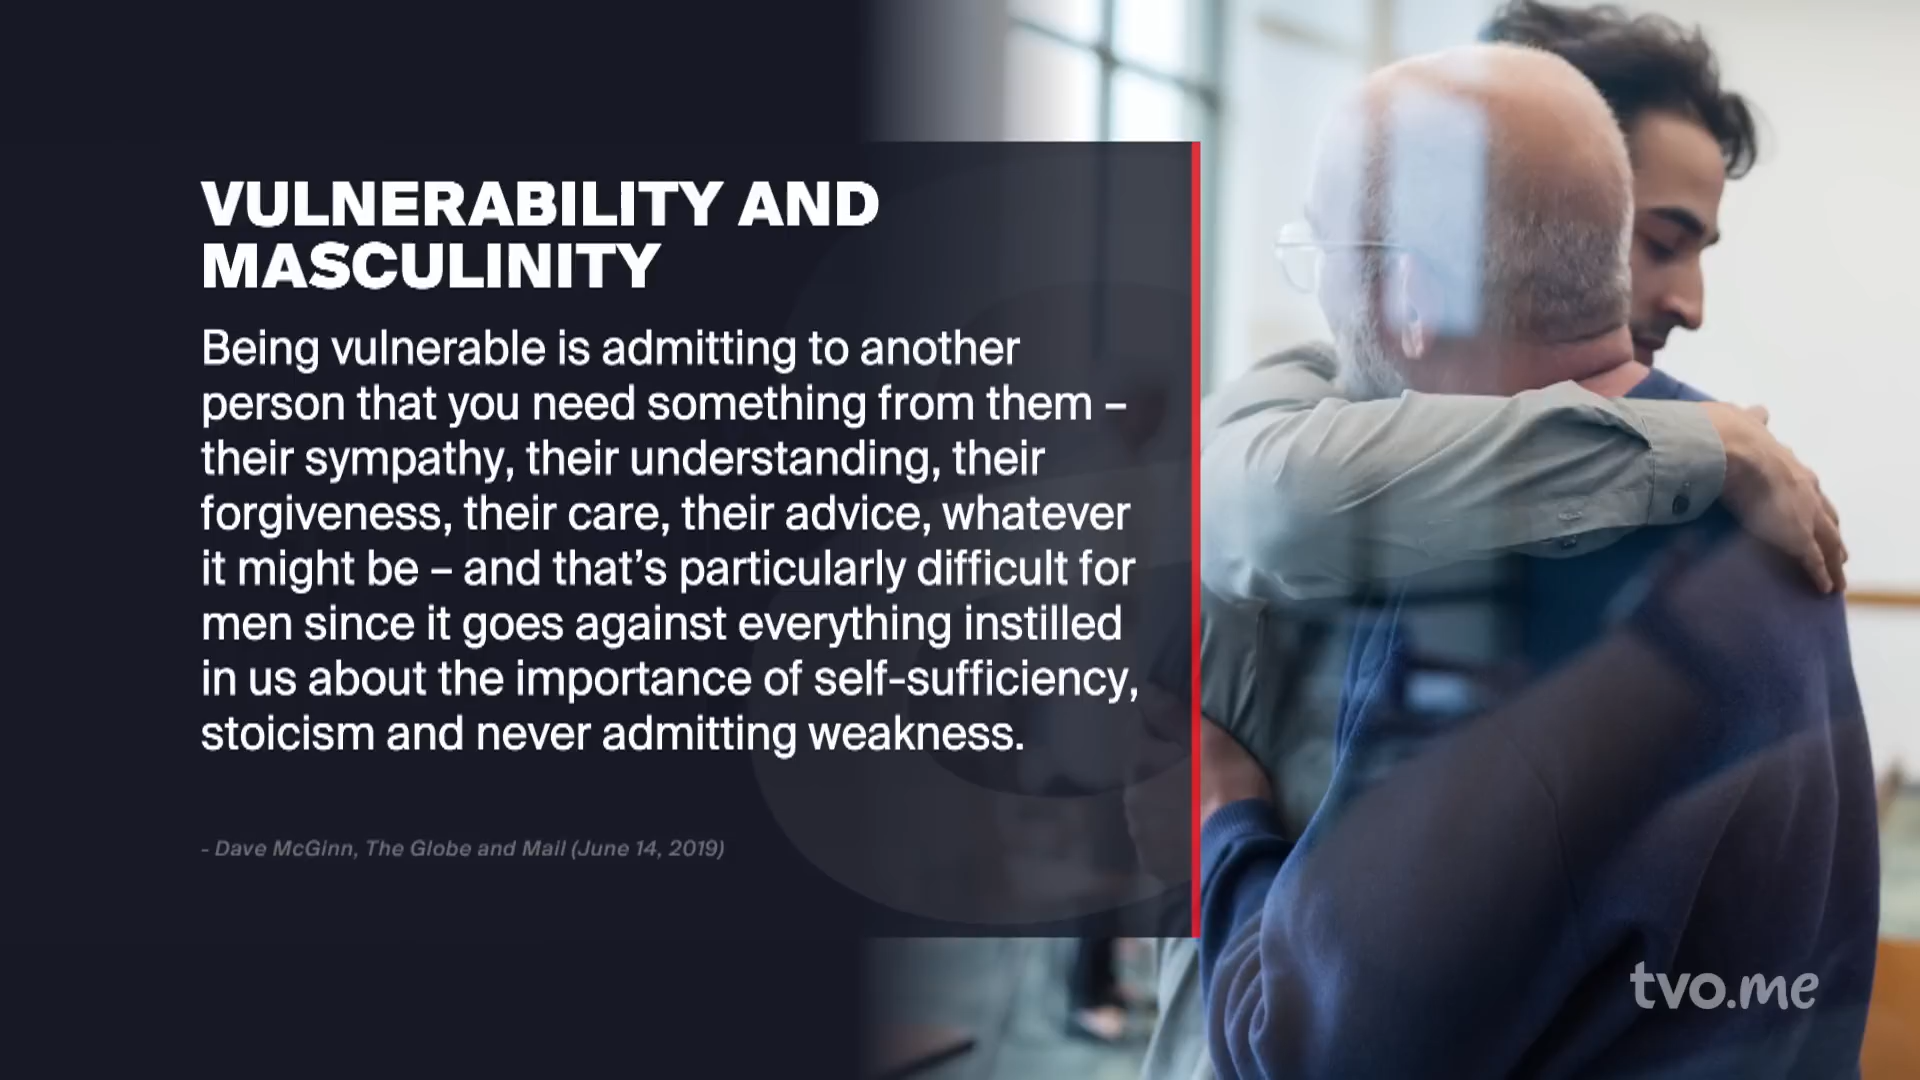 VULNERABILITY AND
MASCULINITY
Being vulnerable is admitting to another
person that you need something from them –
their sympathy, their understanding, their
forgiveness, their care, their advice, whatever
it might be – and that’s particularly difficult for
men since it goes against everything instilled
in us about the importance of self-sufficiency,
stoicism and never admitting weakness.
- Dave McGinn, The Globe and Mail (June 14, 2019)
tvo.me